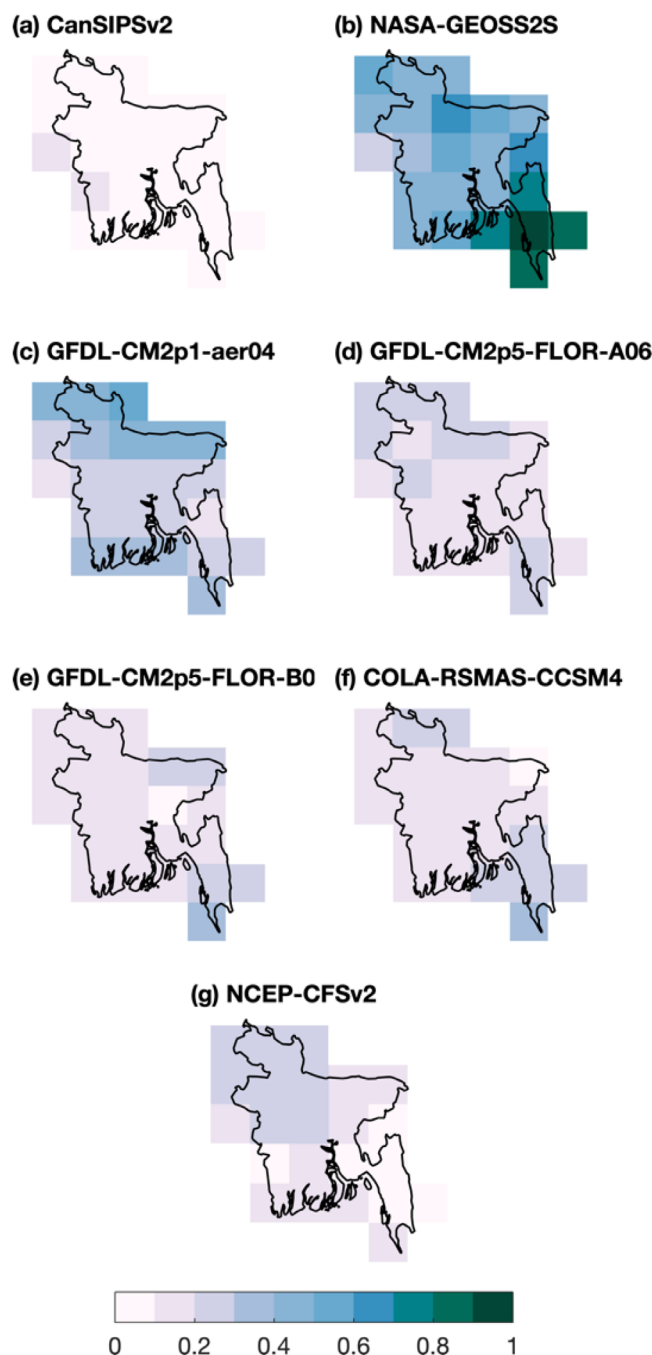 (a) CanSIPSv2
(b) NASA-GEOSS2S
(c) GFDL-CM2p1-aer04
(d) GFDL-CM2p5-FLOR-A06
(e) GFDL-CM2p5-FLOR-B0
(f) COLA-RSMAS-CCSM4
(g) NCEP-CFSv2
0 0.2 0.4 0.6 0.8 1